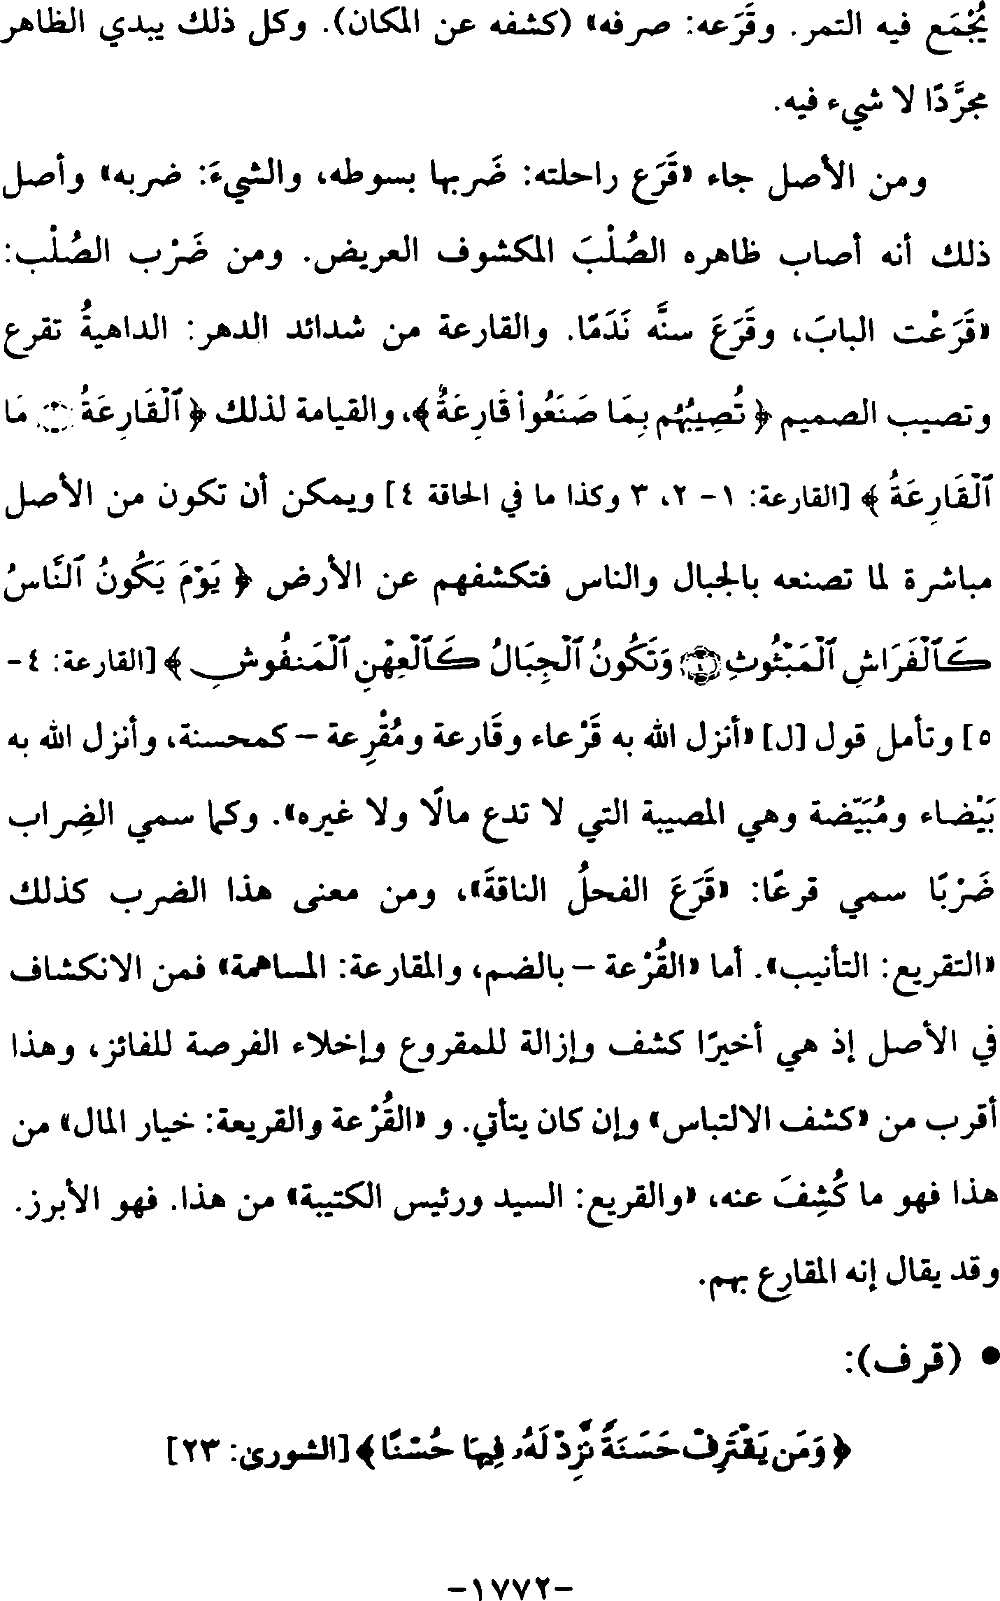 يُجْمَع فيه التمر. وقَرَعه: صرفه» (كشفه عن المكان). وكل ذلك يبدي الظاهر
مجرَّدًا لا شيء فيه.
ومن الأصل جاء «قَرَع راحلته: ضَربها بسوطه، والشيءَ: ضربه» وأصل
ذلك أنه أصاب ظاهره الصُلْبَ المكشوف العريض. ومن ضَرْب الصُلْب:
«قَرَعْت البابَ، وقَرَعَ سنَّه نَدَمًا. والقارعة من شدائد الدهر: الداهيةُ تقرع
وتصيب الصميم ﴿ تُصِيبُهُم بِمَا صَنَعُواْ قَارِعَةٌ ﴾، والقيامة لذلك ﴿ ٱلْقَارِعَةُ ۝ مَا
ٱلْقَارِعَةُ ﴾ [القارعة: ١- ٢، ٣ وكذا ما في الحاقة ٤] ويمكن أن تكون من الأصل
مباشرة لما تصنعه بالجبال والناس فتكشفهم عن الأرض ﴿ يَوْمَ يَكُونُ ٱلنَّاسُ
كَٱلْفَرَاشِ ٱلْمَبْثُوثِ ۝ وَتَكُونُ ٱلْجِبَالُ كَٱلْعِهْنِ ٱلْمَنفُوشِ ﴾ [القارعة: ٤-
٥] وتأمل قول [ل] «أنزل الله به قَرْعاء وقَارعة ومُقْرِعة – كمحسنة، وأنزل الله به
بَيْضاء ومُبَيّضة وهي المصيبة التي لا تدع مالًا ولا غيره». وكما سمي الضِراب
ضَرْبًا سمي قرعًا: «قَرَعَ الفحلُ الناقةَ»، ومن معنى هذا الضرب كذلك
«التقريع: التأنيب». أما «القُرْعة – بالضم، والمقارعة: المساهمة» فمن الانكشاف
في الأصل إذ هي أخيرًا كشف وإزالة للمقروع وإخلاء الفرصة للفائز، وهذا
أقرب من «كشف الالتباس» وإن كان يتأتي. و «القُرْعة والقريعة: خيار المال» من
هذا فهو ما كُشِفَ عنه، «والقريع: السيد ورئيس الكتيبة» من هذا. فهو الأبرز.
وقد يقال إنه المقارع بهم.
• (قرف):
﴿ وَمَن يَقْتَرِفْ حَسَنَةً نَّزِدْ لَهُۥ فِيهَا حُسْنًا ﴾ [الشورى: ٢٣]
-١٧٧٢-